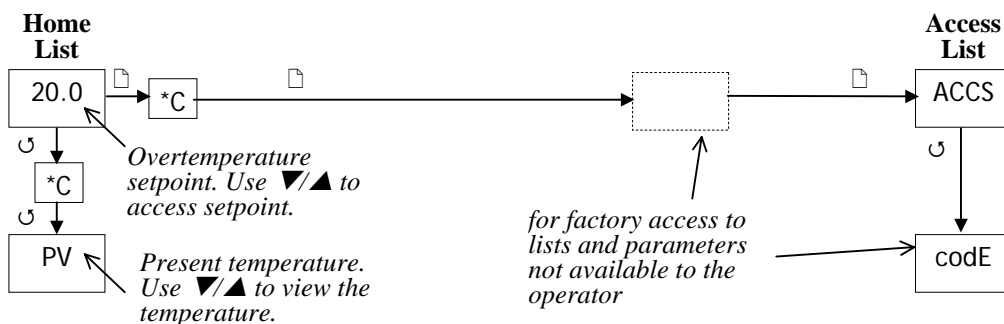 Home
List
Access
List
20.0
*C
ACCS
Overtemperature
setpoint. Use ▼/▲ to
access setpoint.
*C
for factory access to
lists and parameters
not available to the
operator
PV
codE
Present temperature.
Use ▼/▲ to view the
temperature.